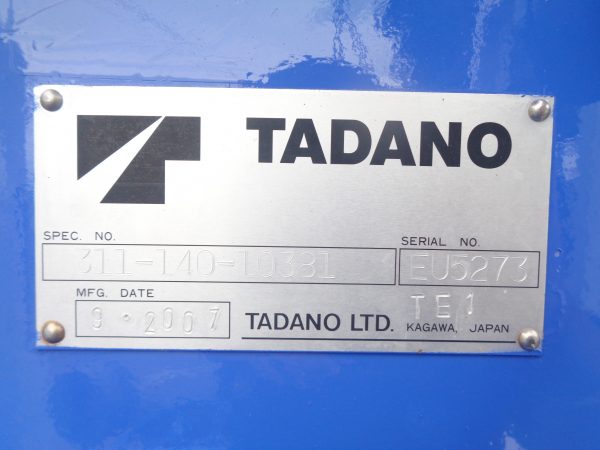 TADANO
SPEC. NO.
311-140-10381
SERIAL NO.
EU5273
MFG. DATE
9・2007
TE1
TADANO LTD.
KAGAWA, JAPAN